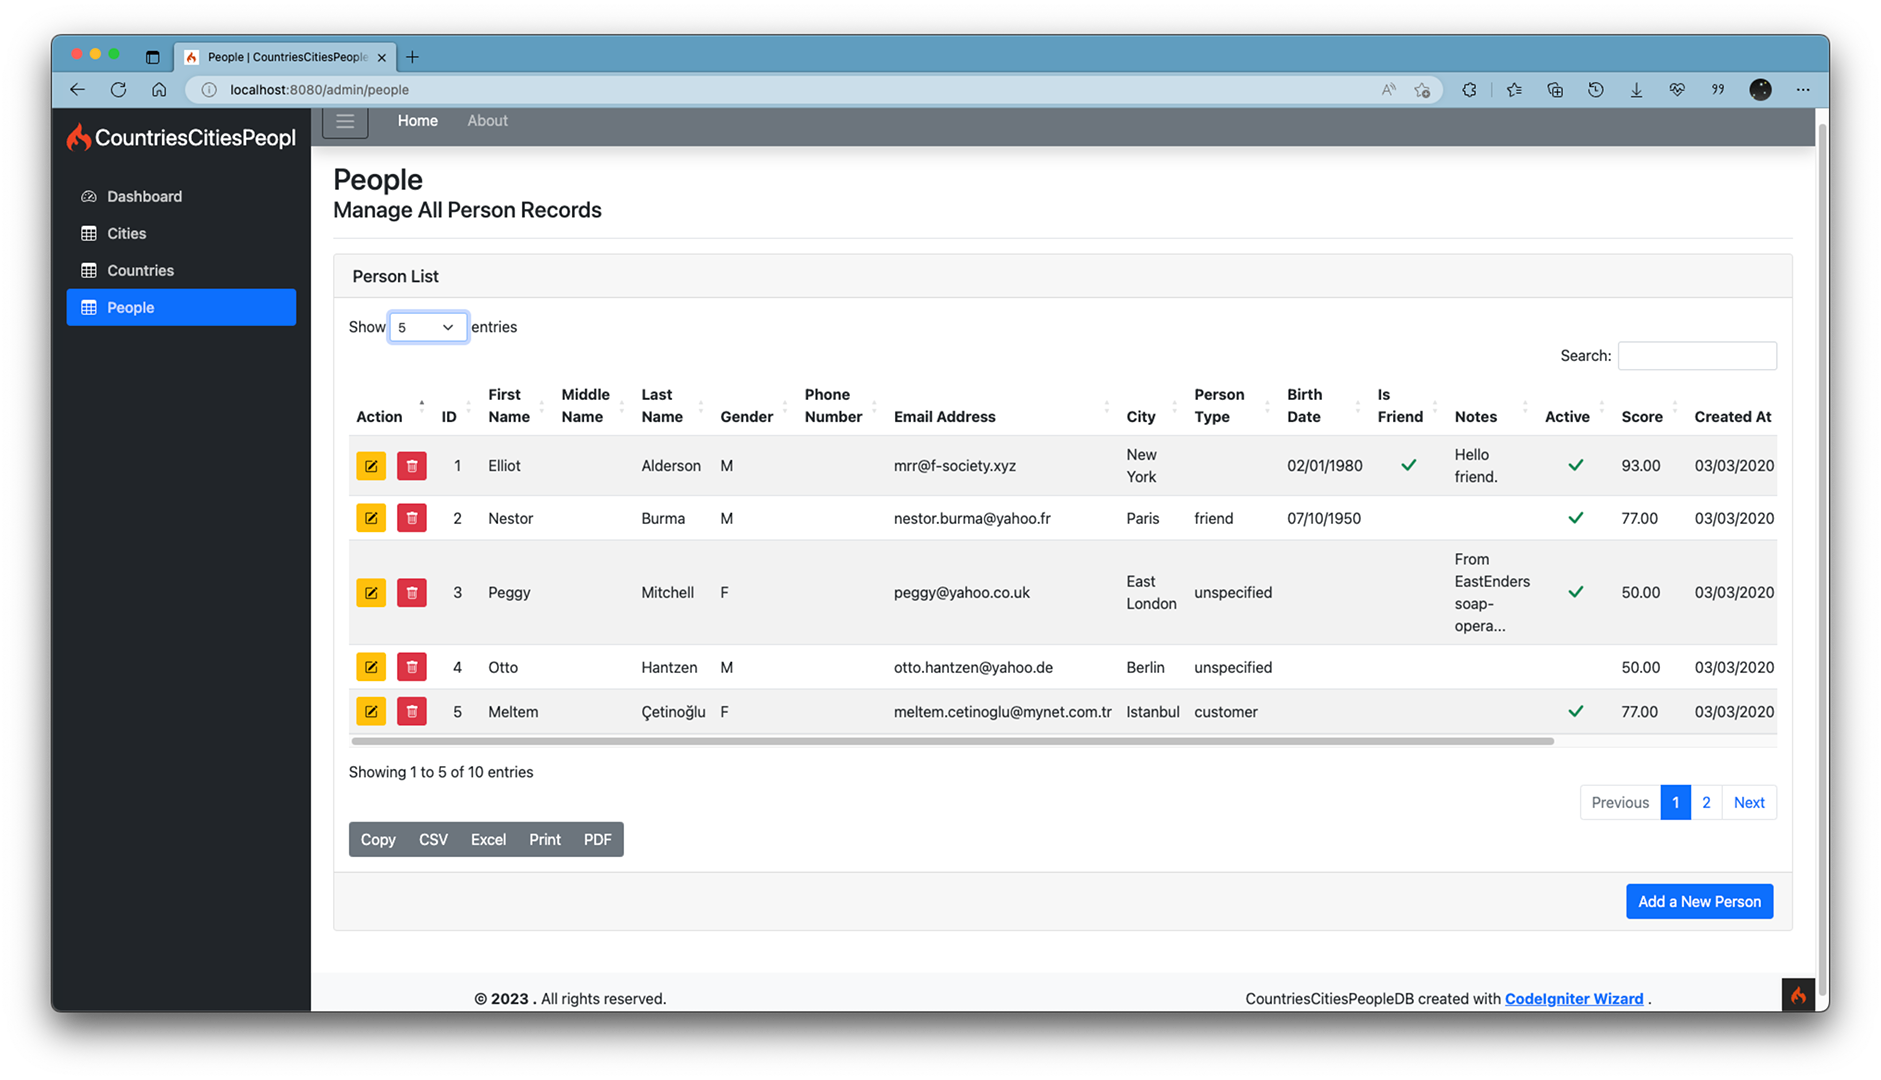 People | CountriesCitiesPeople
localhost:8080/admin/people
CountriesCitiesPeopl
Home About
Dashboard
Cities
Countries
People
People
Manage All Person Records
Person List
Show 5 entries
Search:
Action ID First Name Middle Name Last Name Gender Phone Number Email Address City Person Type Birth Date Is Friend Notes Active Score Created At
1 Elliot Alderson M mrr@f-society.xyz New York 02/01/1980 Hello friend. 93.00 03/03/2020
2 Nestor Burma M nestor.burma@yahoo.fr Paris friend 07/10/1950 77.00 03/03/2020
3 Peggy Mitchell F peggy@yahoo.co.uk East London unspecified From EastEnders soap-opera... 50.00 03/03/2020
4 Otto Hantzen M otto.hantzen@yahoo.de Berlin unspecified 50.00 03/03/2020
5 Meltem Çetinoğlu F meltem.cetinoglu@mynet.com.tr Istanbul customer 77.00 03/03/2020
Showing 1 to 5 of 10 entries
Previous 1 2 Next
Copy CSV Excel Print PDF
Add a New Person
© 2023 . All rights reserved.
CountriesCitiesPeopleDB created with CodeIgniter Wizard .